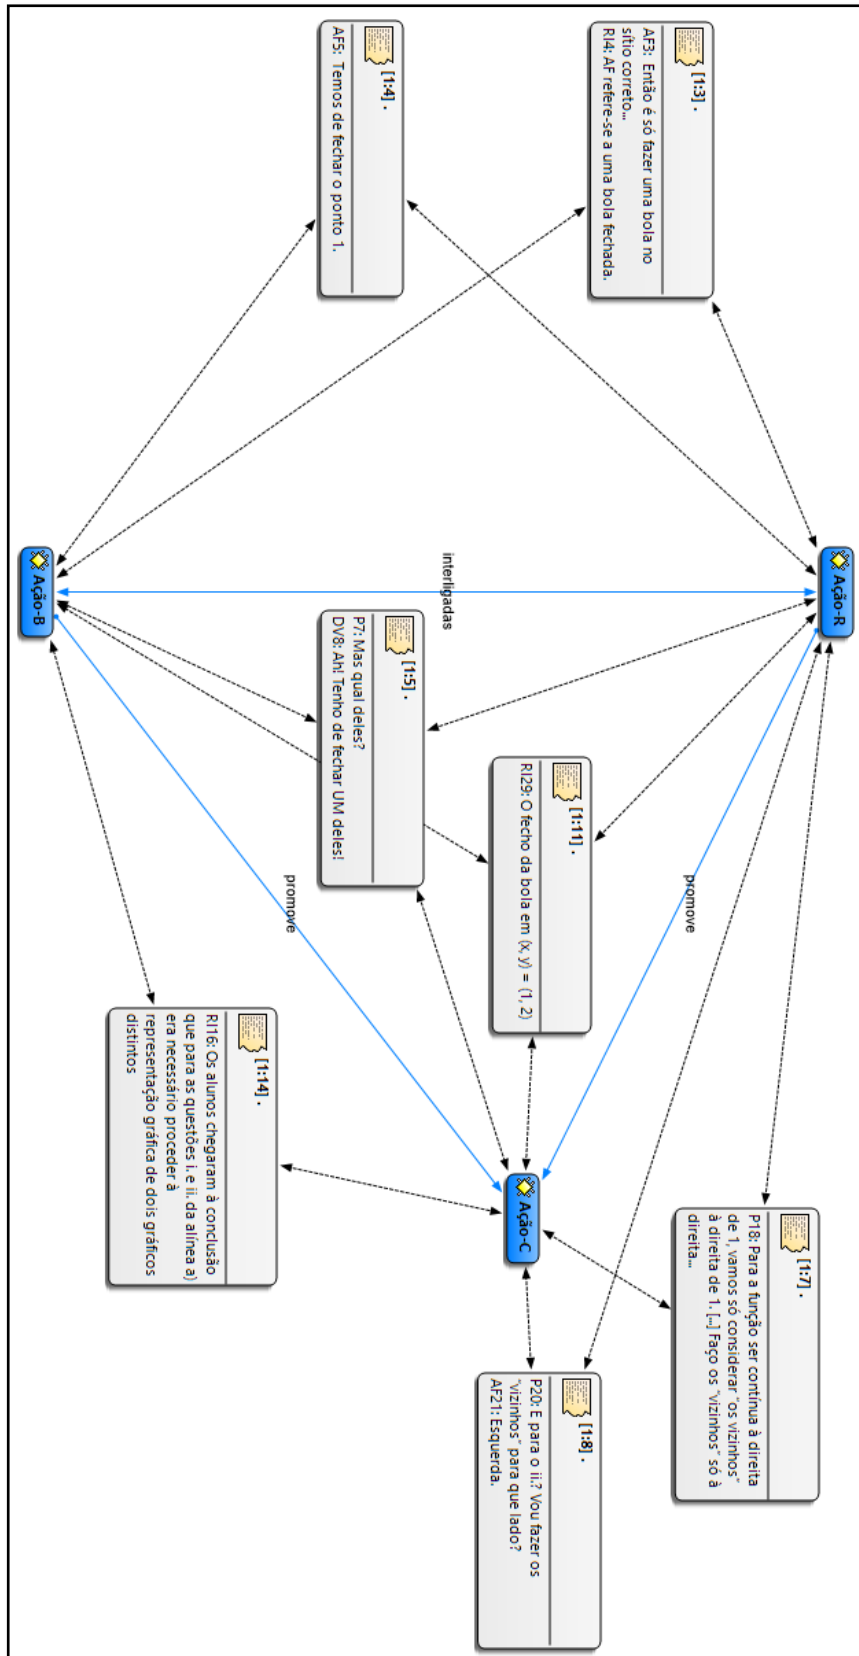 [1:3] .
AF3: Então é só fazer uma bola no
sítio correto...
RI4: AF refere-se a uma bola fechada.
[1:4] .
AF5: Temos de fechar o ponto 1.
Ação-R
interligadas
Ação-B
[1:5] .
P7: Mas qual deles?
DV8: Ah! Tenho de fechar UM deles!
[1:11] .
RI29: O fecho da bola em (x, y) = (1, 2)
promove
promove
Ação-C
[1:14] .
RI16: Os alunos chegaram à conclusão
que para as questões i. e ii. da alínea a)
era necessário proceder à
representação gráfica de dois gráficos
distintos
[1:7] .
P18: Para a função ser contínua à direita
de 1, vamos só considerar "os vizinhos"
à direita de 1. [...] Faço os "vizinhos" só à
direita...
[1:8] .
P20: E para o ii.? Vou fazer os
"vizinhos" para que lado?
AF21: Esquerda.